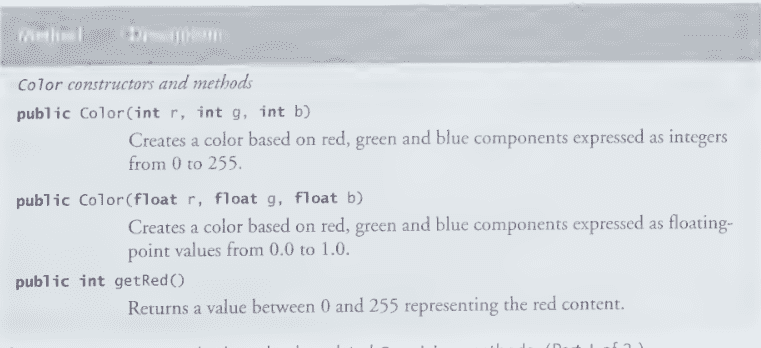 Method Description
Color constructors and methods
public Color(int r, int g, int b)
Creates a color based on red, green and blue components expressed as integers
from 0 to 255.
public Color(float r, float g, float b)
Creates a color based on red, green and blue components expressed as floating-
point values from 0.0 to 1.0.
public int getRed()
Returns a value between 0 and 255 representing the red content.